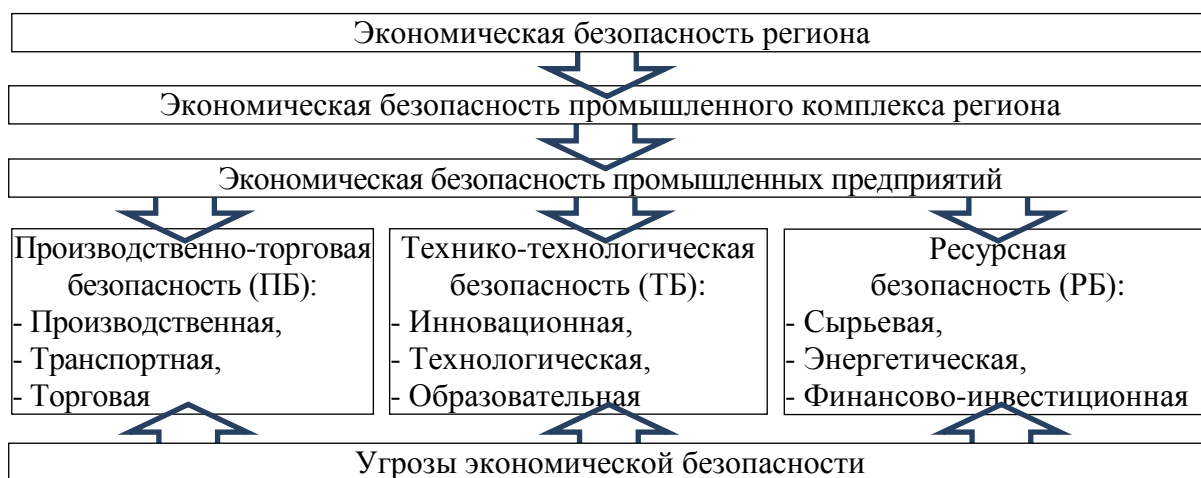 Экономическая безопасность региона
Экономическая безопасность промышленного комплекса региона
Экономическая безопасность промышленных предприятий
Производственно-торговая
безопасность (ПБ):
- Производственная,
- Транспортная,
- Торговая
Технико-технологическая
безопасность (ТБ):
- Инновационная,
- Технологическая,
- Образовательная
Ресурсная
безопасность (РБ):
- Сырьевая,
- Энергетическая,
- Финансово-инвестиционная
Угрозы экономической безопасности